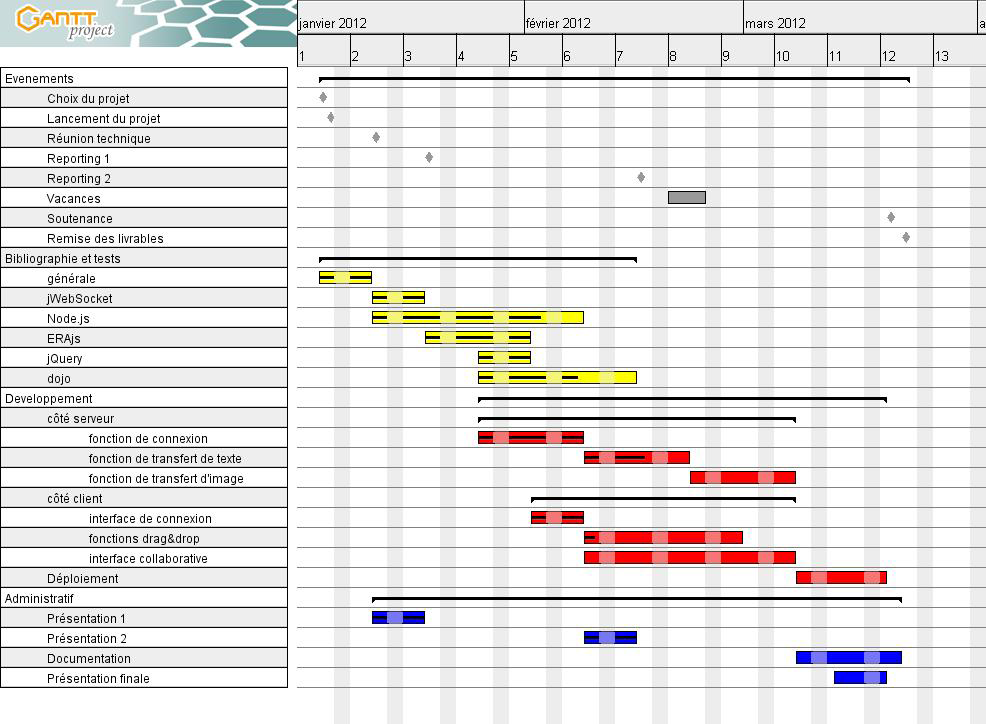 GANTT
project
janvier 2012 février 2012 mars 2012 a
1 2 3 4 5 6 7 8 9 10 11 12 13
Evenements
Choix du projet
Lancement du projet
Réunion technique
Reporting 1
Reporting 2
Vacances
Soutenance
Remise des livrables
Bibliographie et tests
générale
jWebSocket
Node.js
ERAjs
jQuery
dojo
Developpement
côté serveur
fonction de connexion
fonction de transfert de texte
fonction de transfert d'image
côté client
interface de connexion
fonctions drag&drop
interface collaborative
Déploiement
Administratif
Présentation 1
Présentation 2
Documentation
Présentation finale